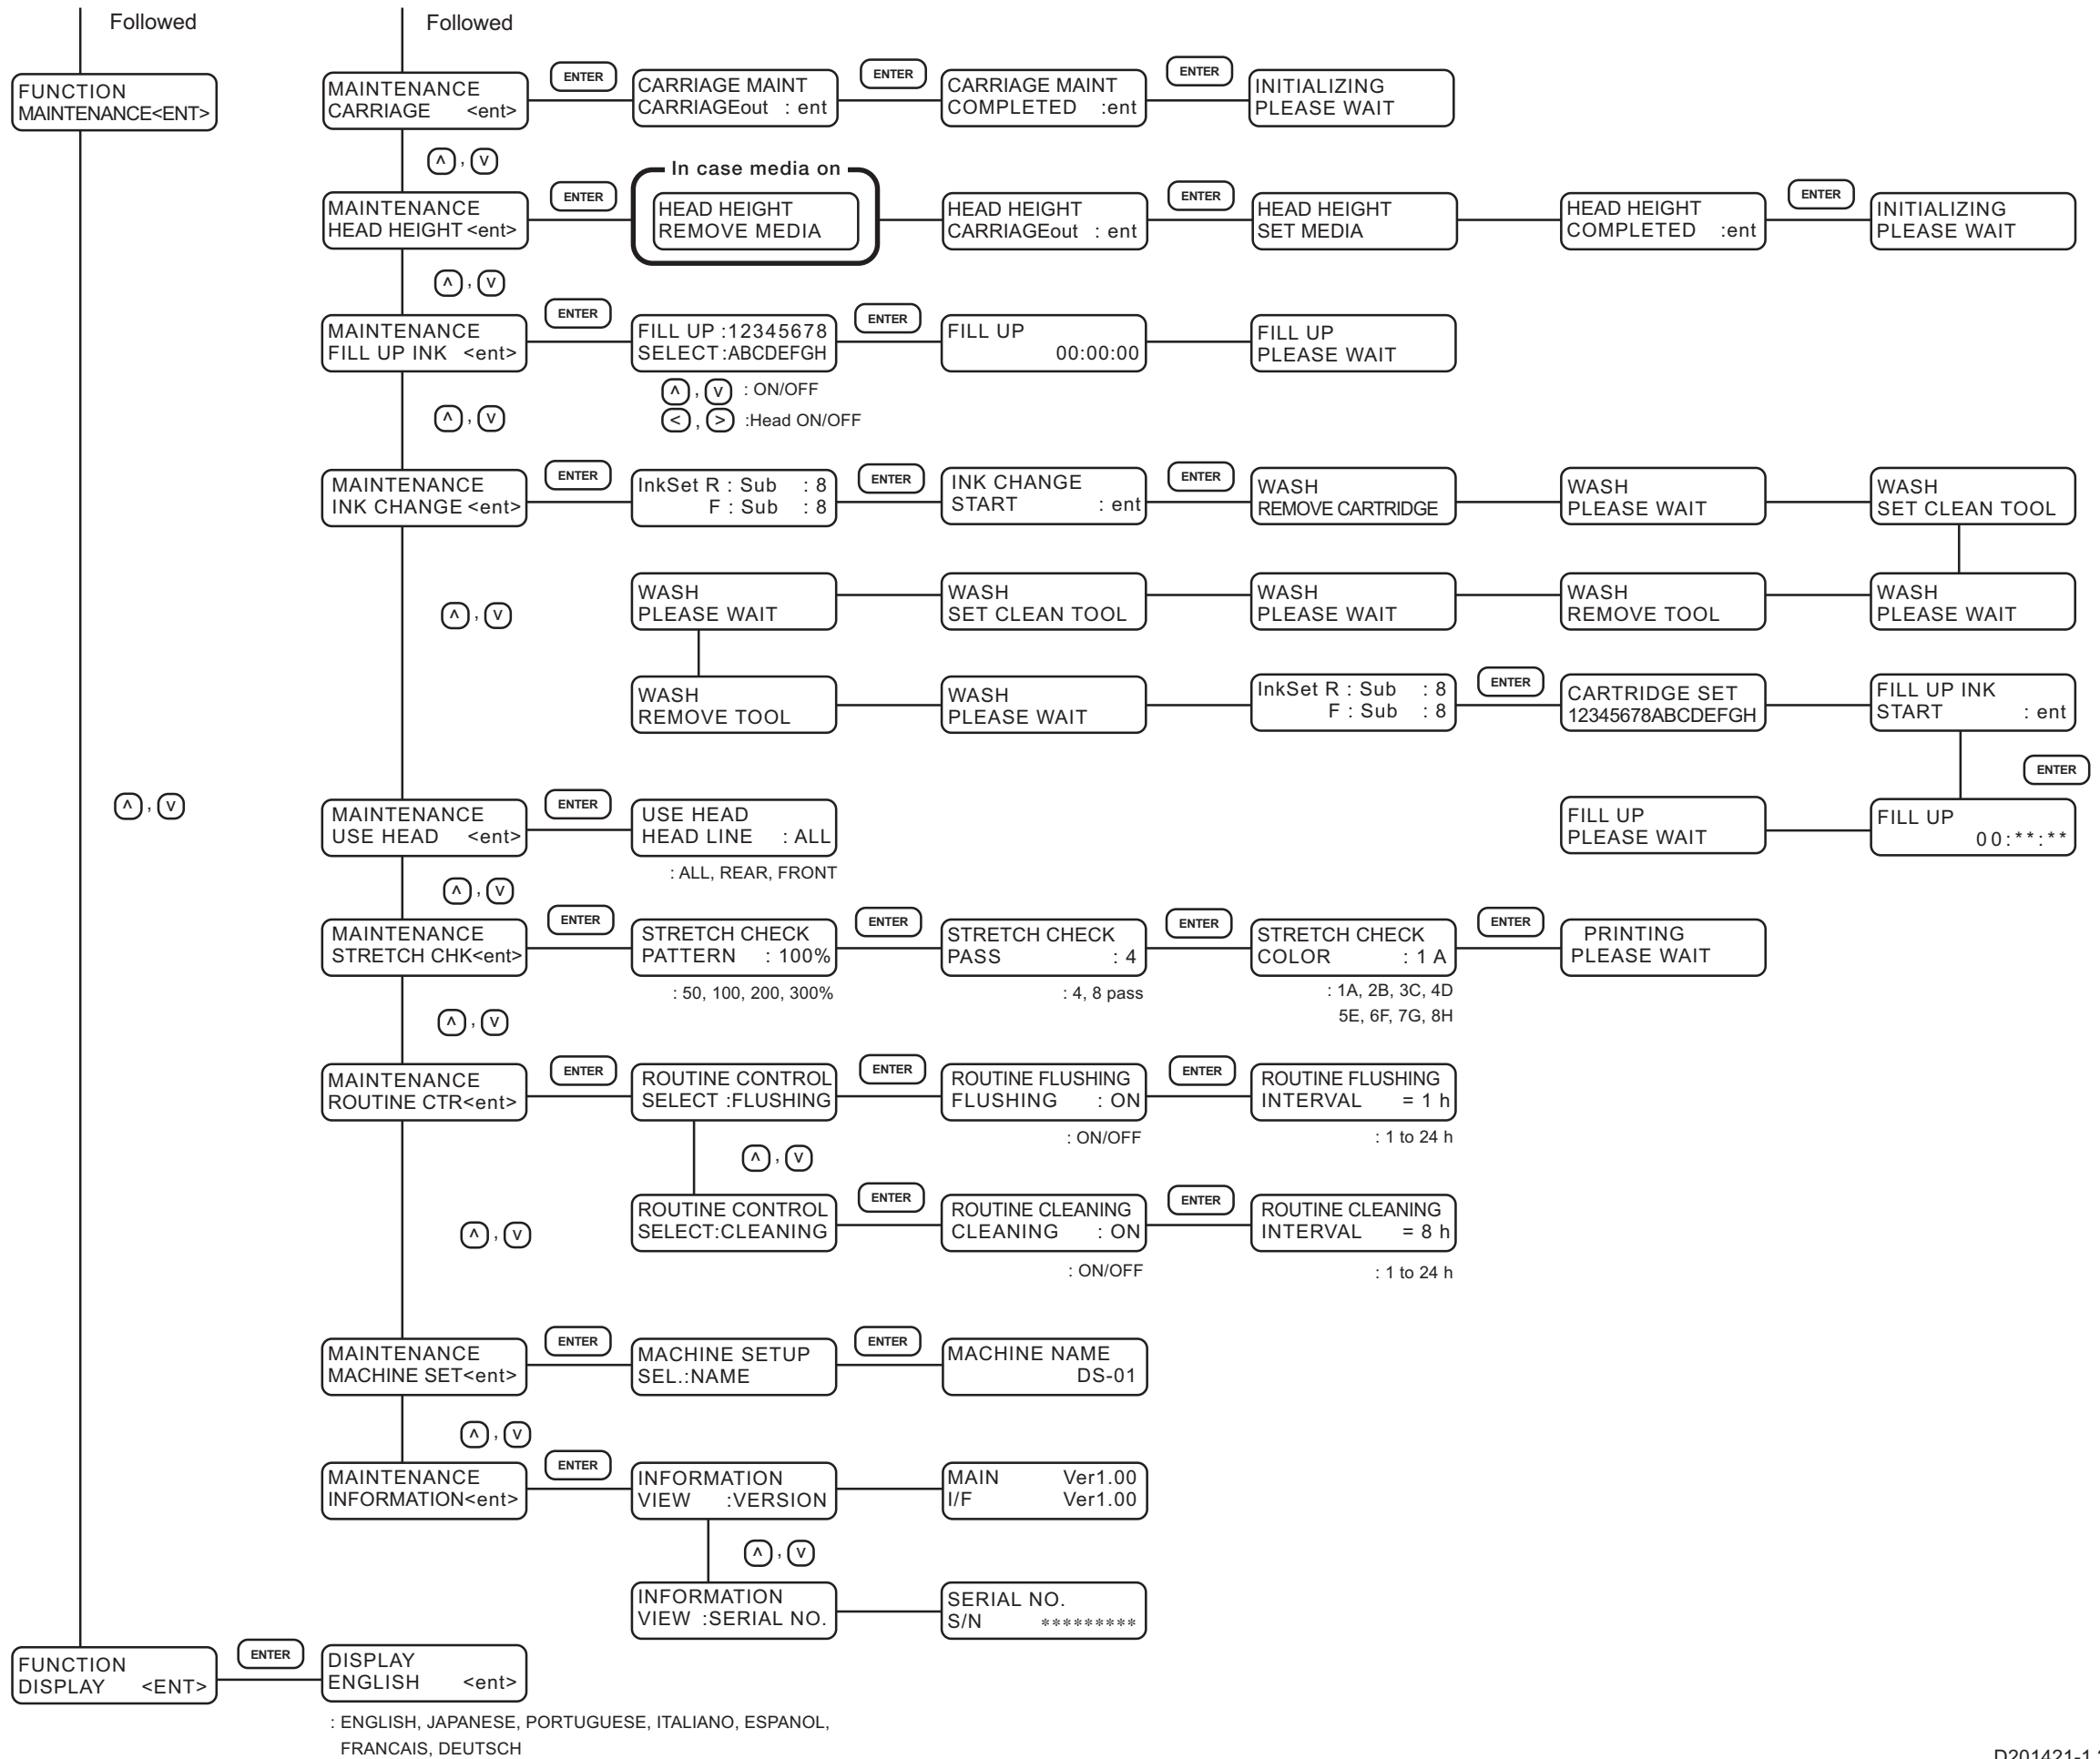 Followed
Followed
FUNCTION
MAINTENANCE<ENT>
MAINTENANCE
CARRIAGE <ent>
ENTER
CARRIAGE MAINT
CARRIAGEout : ent
ENTER
CARRIAGE MAINT
COMPLETED :ent
ENTER
INITIALIZING
PLEASE WAIT
^ , v
In case media on
MAINTENANCE
HEAD HEIGHT <ent>
ENTER
HEAD HEIGHT
REMOVE MEDIA
HEAD HEIGHT
CARRIAGEout : ent
ENTER
HEAD HEIGHT
SET MEDIA
HEAD HEIGHT
COMPLETED :ent
ENTER
INITIALIZING
PLEASE WAIT
^ , v
MAINTENANCE
FILL UP INK <ent>
ENTER
FILL UP :12345678
SELECT :ABCDEFGH
ENTER
FILL UP
00:00:00
FILL UP
PLEASE WAIT
^ , v : ON/OFF
< , > :Head ON/OFF
^ , v
MAINTENANCE
INK CHANGE <ent>
ENTER
InkSet R : Sub : 8
F : Sub : 8
ENTER
INK CHANGE
START : ent
ENTER
WASH
REMOVE CARTRIDGE
WASH
PLEASE WAIT
WASH
SET CLEAN TOOL
^ , v
WASH
PLEASE WAIT
WASH
SET CLEAN TOOL
WASH
PLEASE WAIT
WASH
REMOVE TOOL
WASH
PLEASE WAIT
WASH
REMOVE TOOL
WASH
PLEASE WAIT
InkSet R : Sub : 8
F : Sub : 8
ENTER
CARTRIDGE SET
12345678ABCDEFGH
FILL UP INK
START : ent
ENTER
FILL UP
PLEASE WAIT
FILL UP
00:**:**
^ , v
MAINTENANCE
USE HEAD <ent>
ENTER
USE HEAD
HEAD LINE : ALL
: ALL, REAR, FRONT
^ , v
MAINTENANCE
STRETCH CHK<ent>
ENTER
STRETCH CHECK
PATTERN : 100%
: 50, 100, 200, 300%
ENTER
STRETCH CHECK
PASS : 4
: 4, 8 pass
ENTER
STRETCH CHECK
COLOR : 1 A
: 1A, 2B, 3C, 4D
5E, 6F, 7G, 8H
ENTER
PRINTING
PLEASE WAIT
^ , v
MAINTENANCE
ROUTINE CTR<ent>
ENTER
ROUTINE CONTROL
SELECT :FLUSHING
ENTER
ROUTINE FLUSHING
FLUSHING : ON
: ON/OFF
ENTER
ROUTINE FLUSHING
INTERVAL = 1 h
: 1 to 24 h
^ , v
ROUTINE CONTROL
SELECT:CLEANING
ENTER
ROUTINE CLEANING
CLEANING : ON
: ON/OFF
ENTER
ROUTINE CLEANING
INTERVAL = 8 h
: 1 to 24 h
^ , v
MAINTENANCE
MACHINE SET<ent>
ENTER
MACHINE SETUP
SEL.:NAME
ENTER
MACHINE NAME
DS-01
^ , v
MAINTENANCE
INFORMATION<ent>
ENTER
INFORMATION
VIEW :VERSION
MAIN Ver1.00
I/F Ver1.00
^ , v
INFORMATION
VIEW :SERIAL NO.
SERIAL NO.
S/N *********
FUNCTION
DISPLAY <ENT>
ENTER
DISPLAY
ENGLISH <ent>
: ENGLISH, JAPANESE, PORTUGUESE, ITALIANO, ESPANOL,
FRANCAIS, DEUTSCH